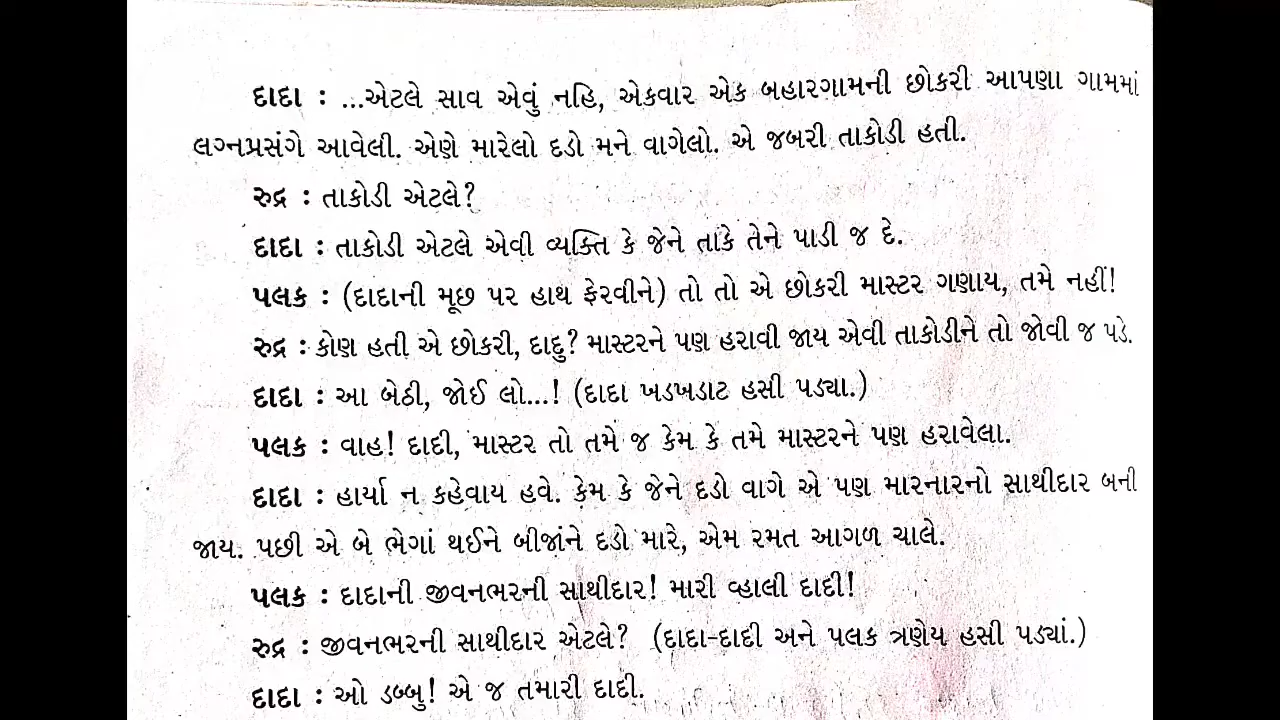 દાદા : ...એટલે સાવ એવું નહિ, એકવાર એક બહારગામની છોકરી આપણા ગામમાં
લગ્નપ્રસંગે આવેલી. એણે મારેલો દડો મને વાગેલો. એ જબરી તાકોડી હતી.
રુદ્ર : તાકોડી એટલે?
દાદા : તાકોડી એટલે એવી વ્યક્તિ કે જેને તાકે તેને પાડી જ દે.
પલક : (દાદાની મૂછ પર હાથ ફેરવીને) તો તો એ છોકરી માસ્ટર ગણાય, તમે નહીં!
રુદ્ર : કોણ હતી એ છોકરી, દાદુ? માસ્ટરને પણ હરાવી જાય એવી તાકોડીને તો જોવી જ પડે.
દાદા : આ બેઠી, જોઈ લો...! (દાદા ખડખડાટ હસી પડ્યા.)
પલક : વાહ! દાદી, માસ્ટર તો તમે જ કેમ કે તમે માસ્ટરને પણ હરાવેલા.
દાદા : હાર્યા ન કહેવાય હવે. કેમ કે જેને દડો વાગે એ પણ મારનારનો સાથીદાર બની
જાય. પછી એ બે ભેગાં થઈને બીજાંને દડો મારે, એમ રમત આગળ ચાલે.
પલક : દાદાની જીવનભરની સાથીદાર! મારી વ્હાલી દાદી!
રુદ્ર : જીવનભરની સાથીદાર એટલે? (દાદા-દાદી અને પલક ત્રણેય હસી પડ્યાં.)
દાદા : ઓ ડબ્બુ! એ જ તમારી દાદી.